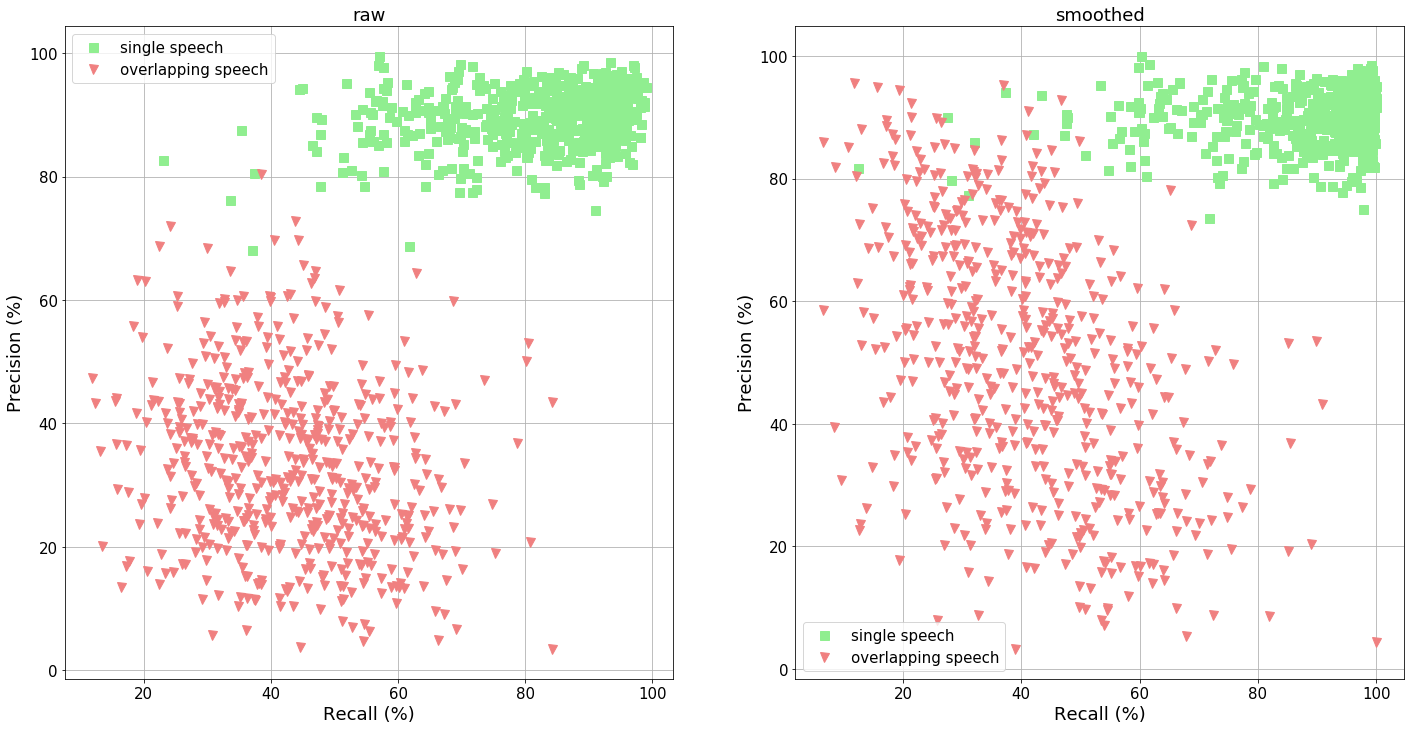 raw
single speech
overlapping speech
100
80
60
40
20
0
Precision (%)
20 40 60 80 100
Recall (%)
smoothed
100
80
60
40
20
0
Precision (%)
single speech
overlapping speech
20 40 60 80 100
Recall (%)